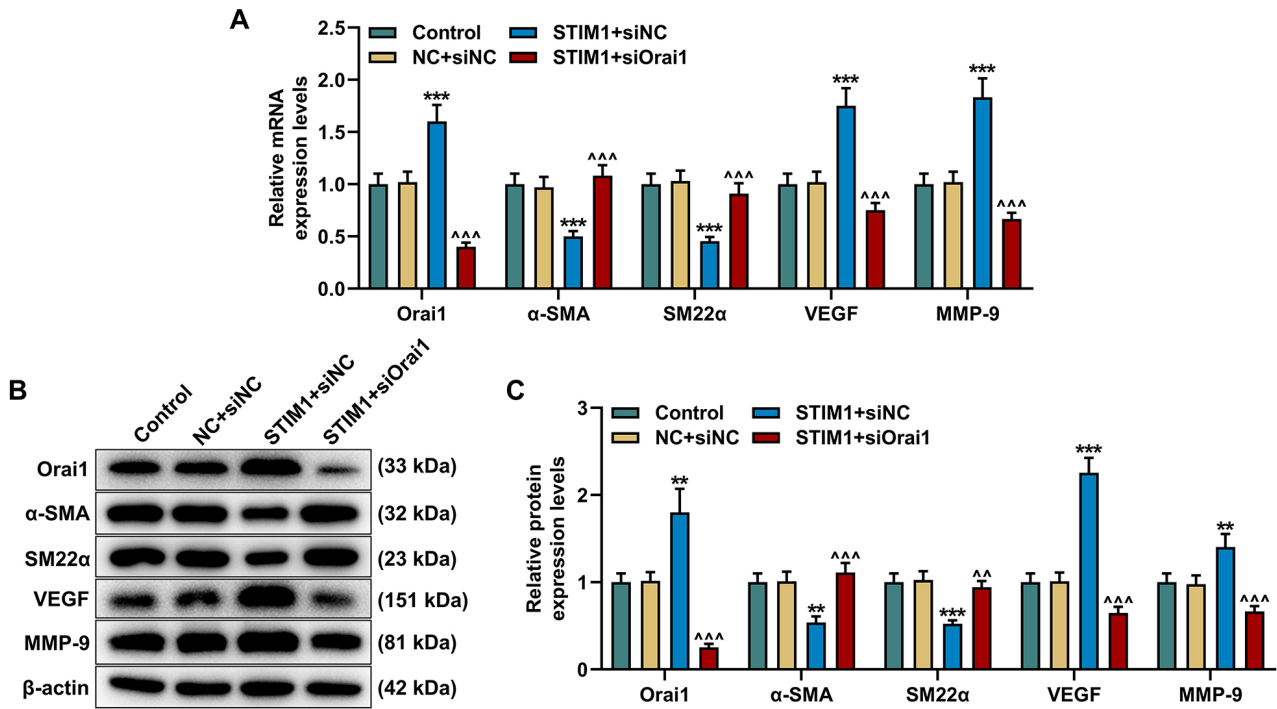 A
Relative mRNA
expression levels
2.5
2.0
1.5
1.0
0.5
0.0
Control
STIM1+siNC
NC+siNC
STIM1+siOrai1
*** ^^^ *** ^^^ *** ^^^ *** ^^^ *** ^^^
Orai1 α-SMA SM22α VEGF MMP-9
B
Control NC+siNC STIM1+siNC STIM1+siOrai1
Orai1 (33 kDa)
α-SMA (32 kDa)
SM22α (23 kDa)
VEGF (151 kDa)
MMP-9 (81 kDa)
β-actin (42 kDa)
C
Relative protein
expression levels
3
2
1
0
Control
STIM1+siNC
NC+siNC
STIM1+siOrai1
** ^^^ ** ^^^ *** ^^ *** ^^^ ** ^^^
Orai1 α-SMA SM22α VEGF MMP-9